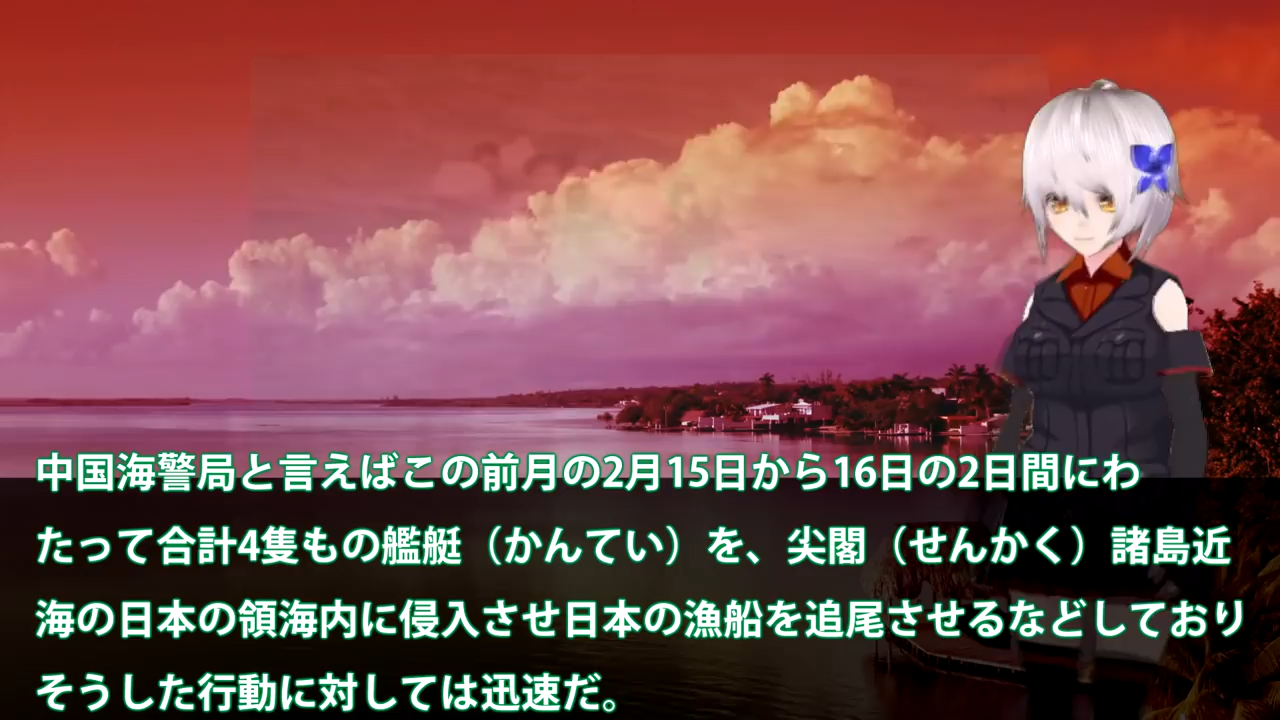 中国海警局と言えばこの前月の2月15日から16日の2日間にわ
たって合計4隻もの艦艇（かんてい）を、尖閣（せんかく）諸島近
海の日本の領海内に侵入させ日本の漁船を追尾させるなどしており
そうした行動に対しては迅速だ。